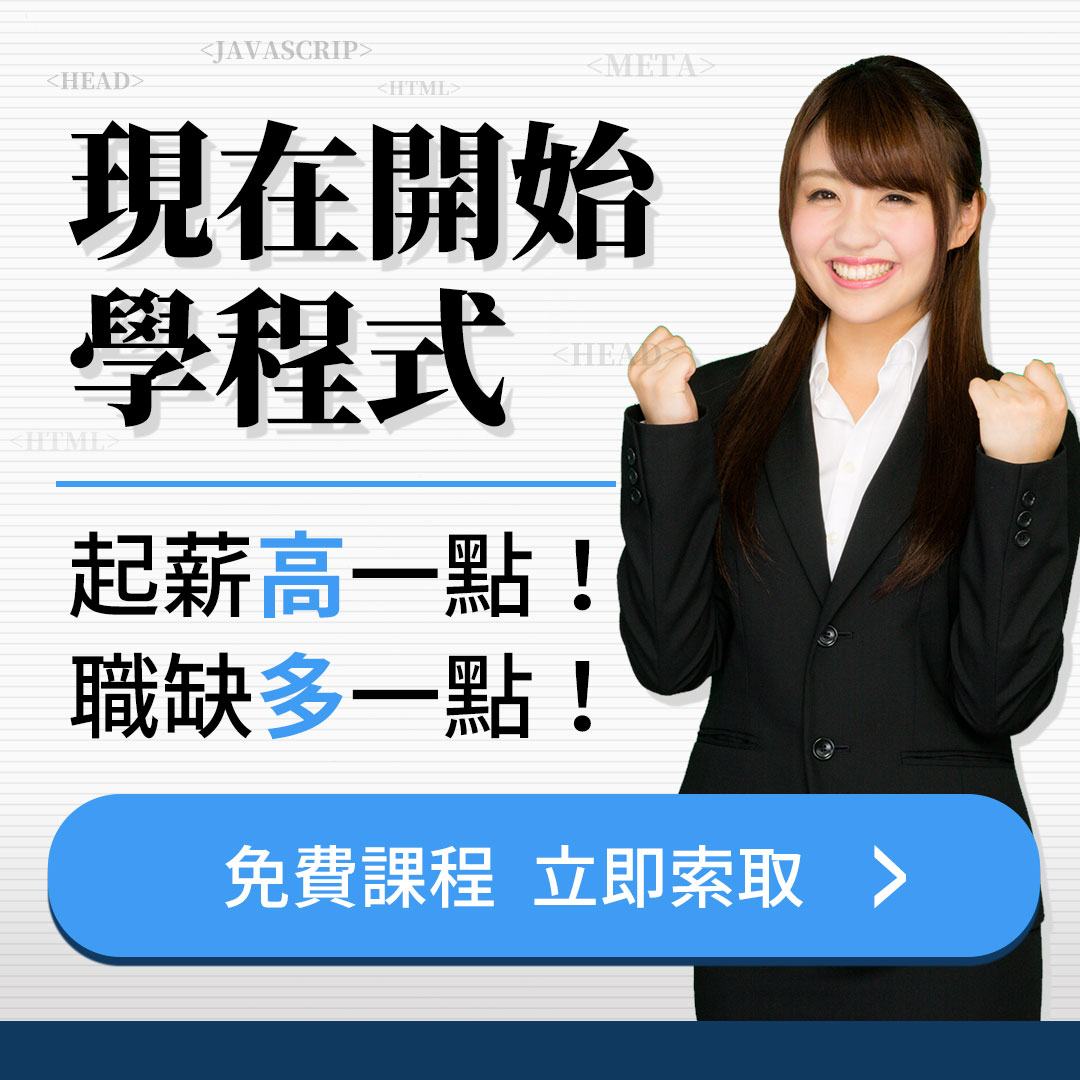 <JAVASCRIP>
<HEAD>
<HTML>
<META>
現在開始
學程式
<HEAD>
<HTML>
起薪高一點！
職缺多一點！
免費課程 立即索取 >